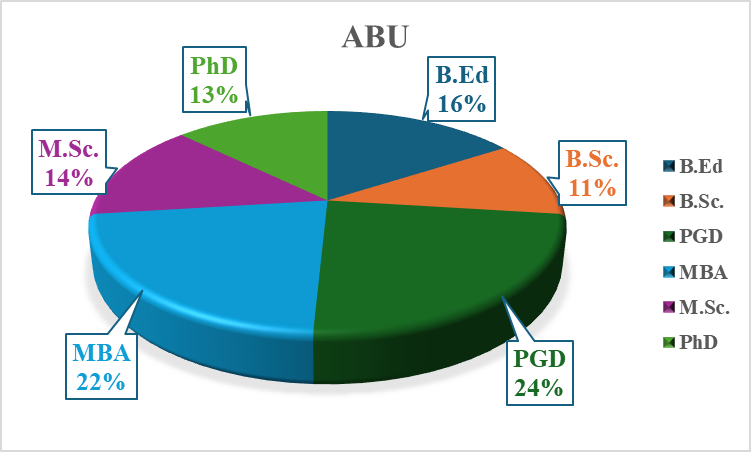 ABU
PhD
13%
B.Ed
16%
M.Sc.
14%
B.Sc.
11%
MBA
22%
PGD
24%
B.Ed
B.Sc.
PGD
MBA
M.Sc.
PhD